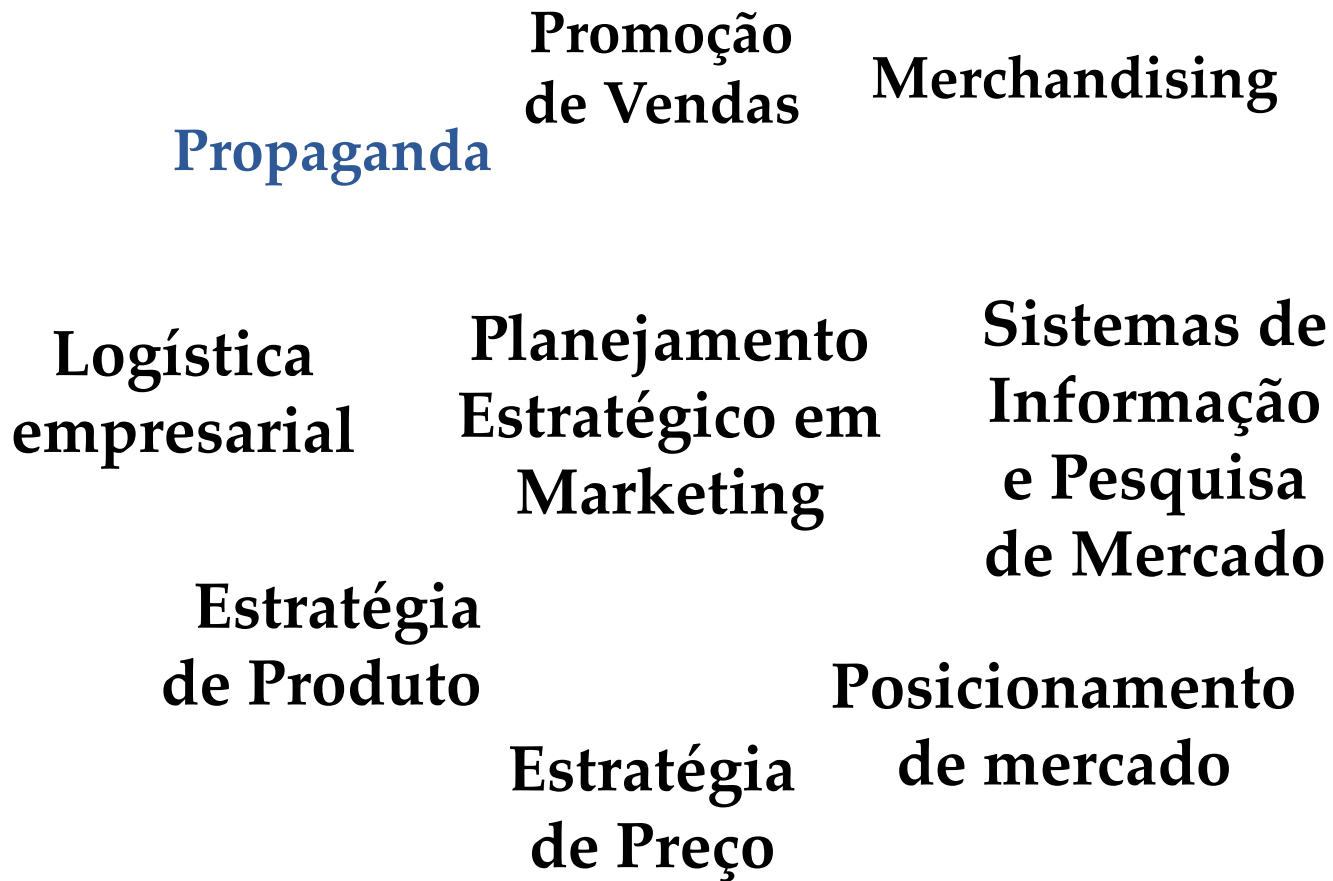 Promoção
de Vendas
Merchandising
Propaganda
Logística
empresarial
Planejamento
Estratégico em
Marketing
Sistemas de
Informação
e Pesquisa
de Mercado
Estratégia
de Produto
Posicionamento
de mercado
Estratégia
de Preço